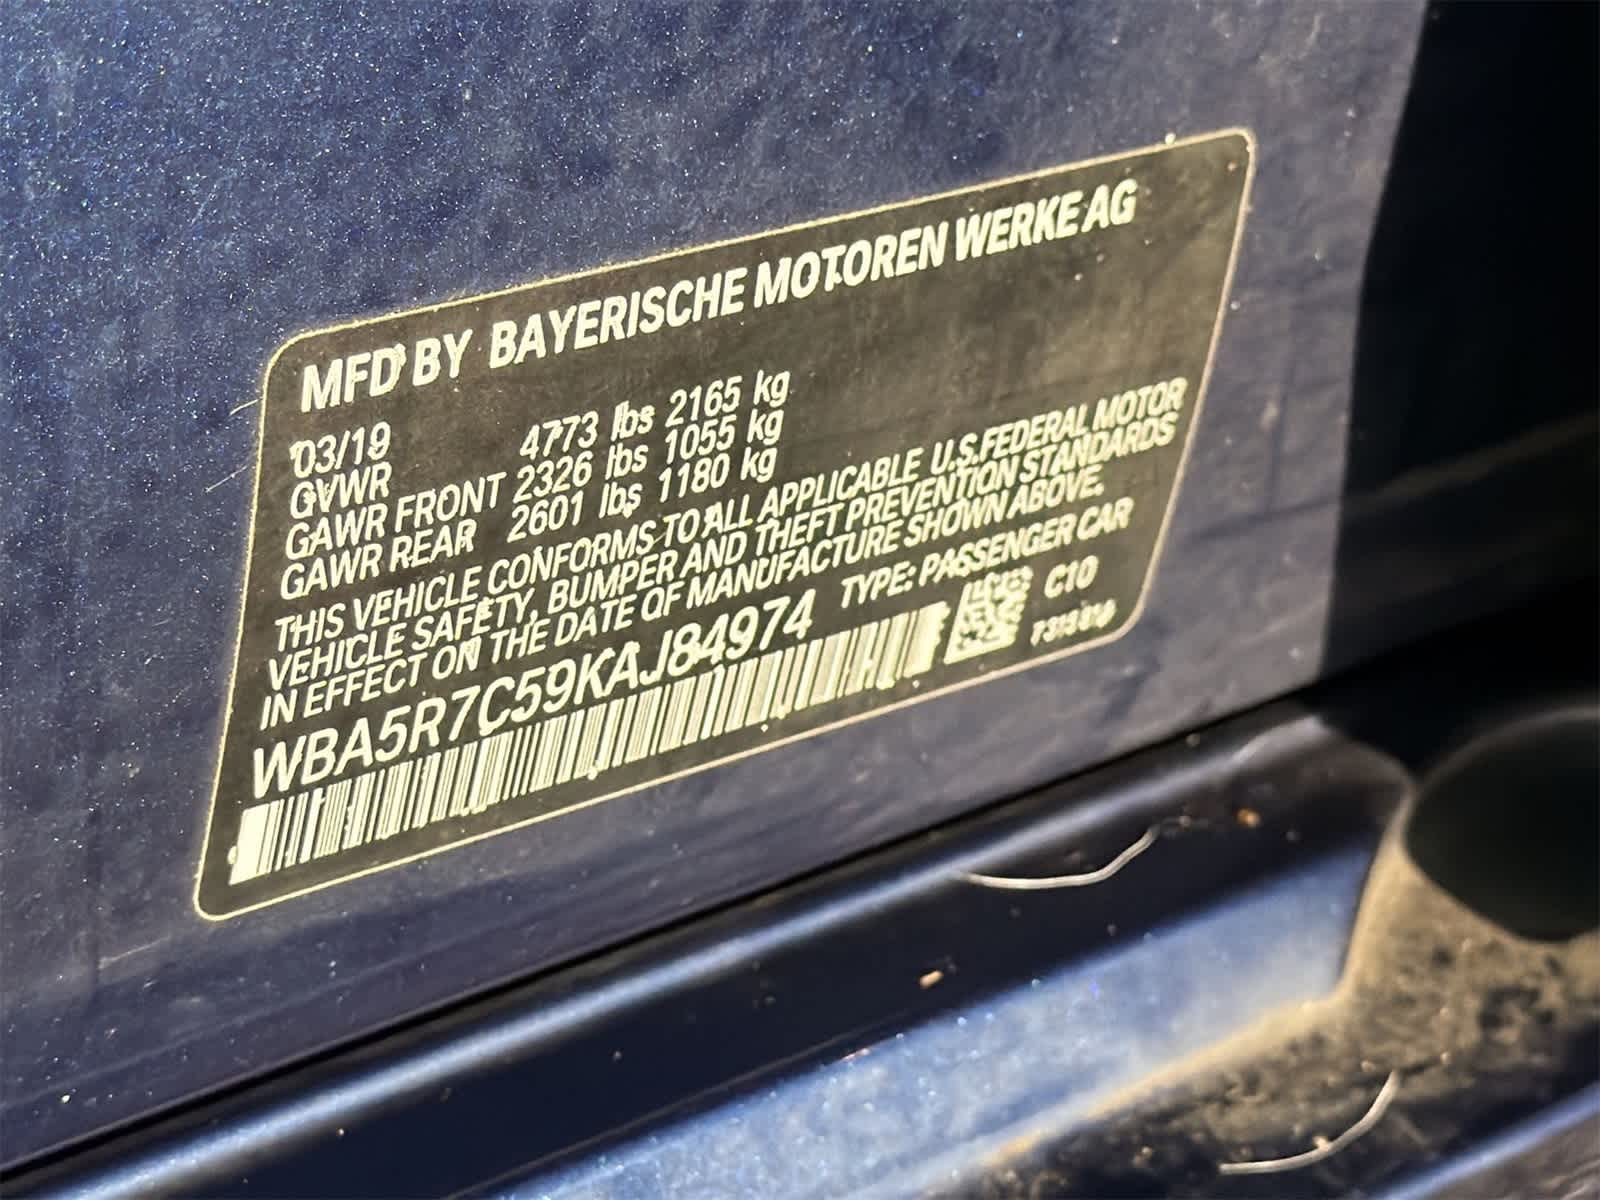 MFD BY BAYERISCHE MOTOREN WERKE AG
03/19
GVWR 4773 lbs 2165 kg
GAWR FRONT 2326 lbs 1055 kg
GAWR REAR 2601 lbs 1180 kg
THIS VEHICLE CONFORMS TO ALL APPLICABLE U.S. FEDERAL MOTOR
VEHICLE SAFETY, BUMPER AND THEFT PREVENTION STANDARDS
IN EFFECT ON THE DATE OF MANUFACTURE SHOWN ABOVE.
WBA5R7C59KAJ84974 TYPE: PASSENGER CAR
C10